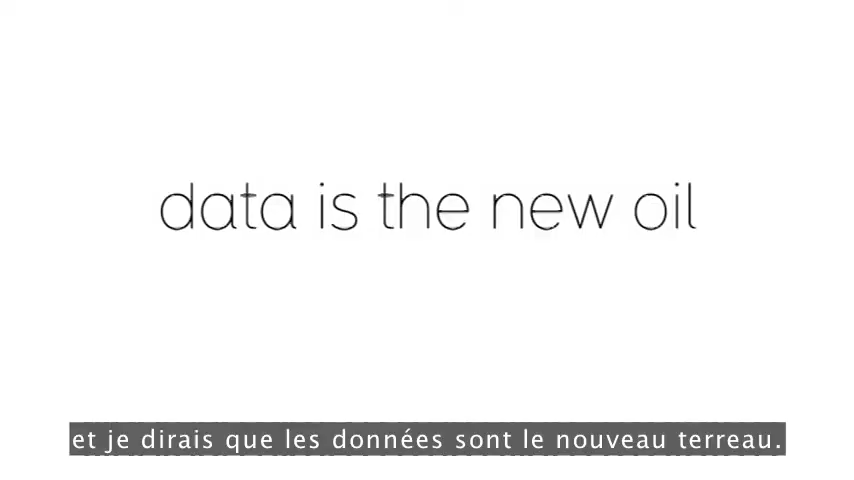 data is the new oil
et je dirais que les données sont le nouveau terreau.